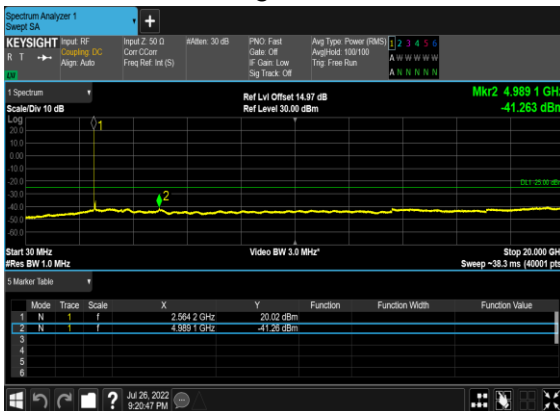 Spectrum Analyzer 1
Swept SA
KEYSIGHT Input: RF Input Z: 50 Ω #Atten: 30 dB PNO: Fast Avg Type: Power (RMS) 1 2 3 4 5 6
R T Coupling: DC Corr CCorr Gate: Off Avg|Hold: 100/100 A W W W W W
Align: Auto Freq Ref: Int (S) IF Gain: Low Trig: Free Run
LV Sig Track: Off A N N N N N
1 Spectrum Ref Lvl Offset 14.97 dB Mkr2 4.989 1 GHz
Scale/Div 10 dB Ref Level 30.00 dBm -41.263 dBm
Log
20.0 1
10.0
0.00
-10.0
-20.0 DL1 -25.00 dBm
-30.0 2
-40.0
-50.0
-60.0
Start 30 MHz Video BW 3.0 MHz* Stop 20.000 GHz
#Res BW 1.0 MHz Sweep ~38.3 ms (40001 pts)
5 Marker Table
Mode Trace Scale X Y Function Function Width Function Value
1 N 1 f 2.564 2 GHz 20.02 dBm
2 N 1 f 4.989 1 GHz -41.26 dBm
3
4
5
6
? Jul 26, 2022
9:20:47 PM